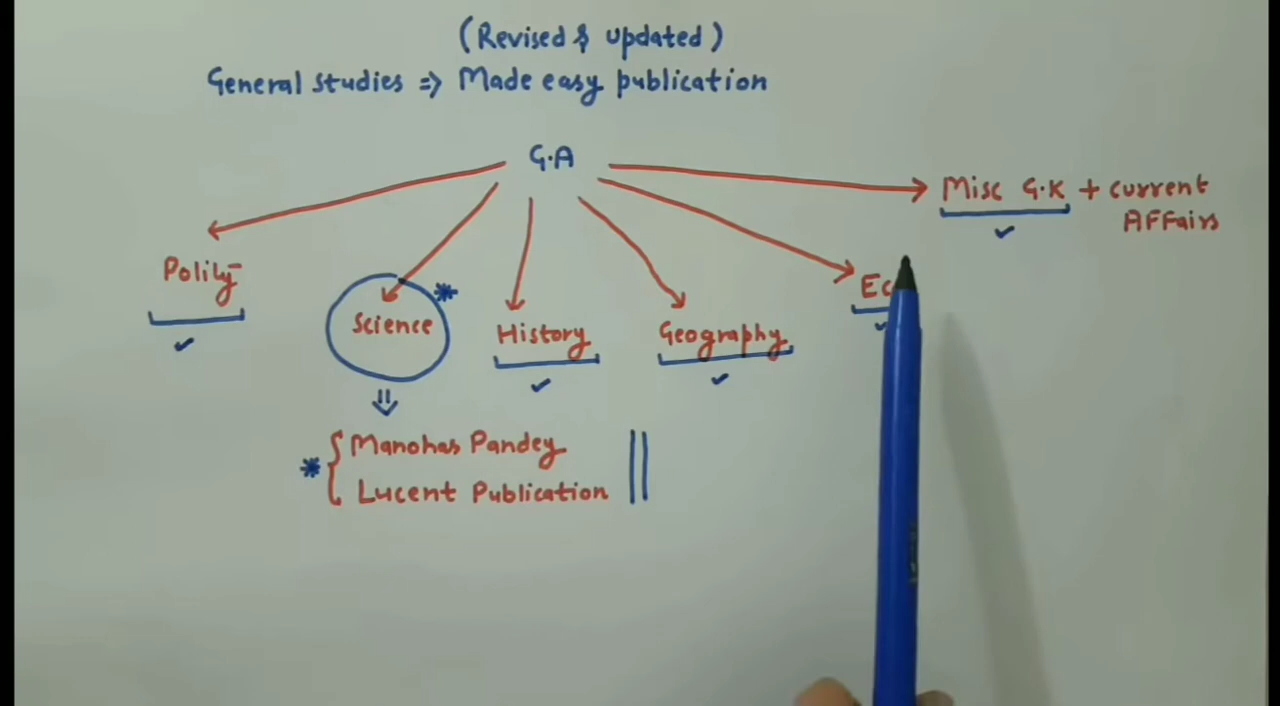 (Revised & updated)
General studies => Made easy publication
G.A
Misc G.K + current
AFFairs
Polity
Science *
History
Geography
* { Manohar Pandey
Lucent Publication